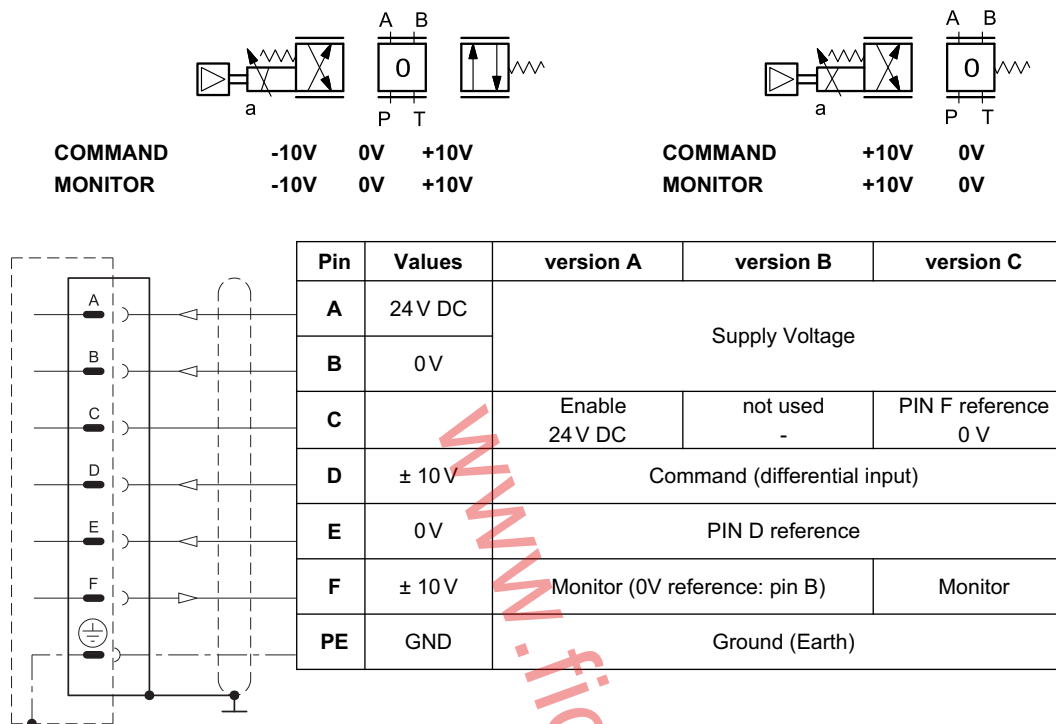 A B
0
a
P T
COMMAND -10V 0V +10V
MONITOR -10V 0V +10V
A B
0
a
P T
COMMAND +10V 0V
MONITOR +10V 0V
A
B
C
D
E
F
Pin Values version A version B version C
A 24 V DC Supply Voltage
B 0 V
C Enable 24 V DC not used - PIN F reference 0 V
D ± 10 V Command (differential input)
E 0 V PIN D reference
F ± 10 V Monitor (0V reference: pin B) Monitor
PE GND Ground (Earth)